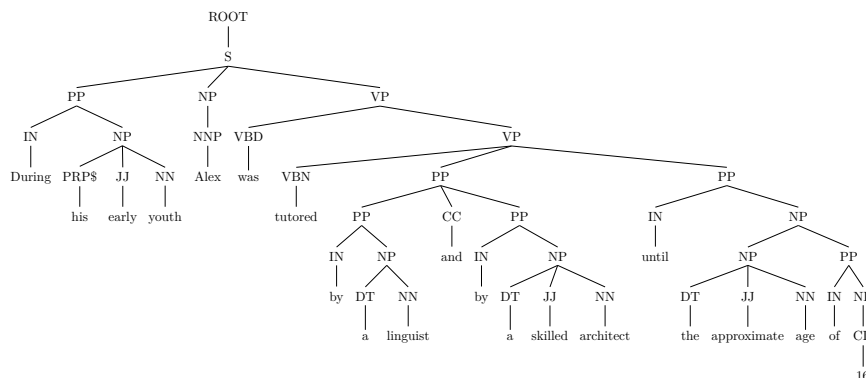 ROOT
S
PP NP VP
IN NP NNP VBD VP
During PRP$ JJ NN Alex was VBN PP PP
his early youth tutored PP CC PP IN NP
IN NP and IN NP until NP PP
by DT NN by DT JJ NN DT JJ NN IN
a linguist a skilled architect the approximate age of